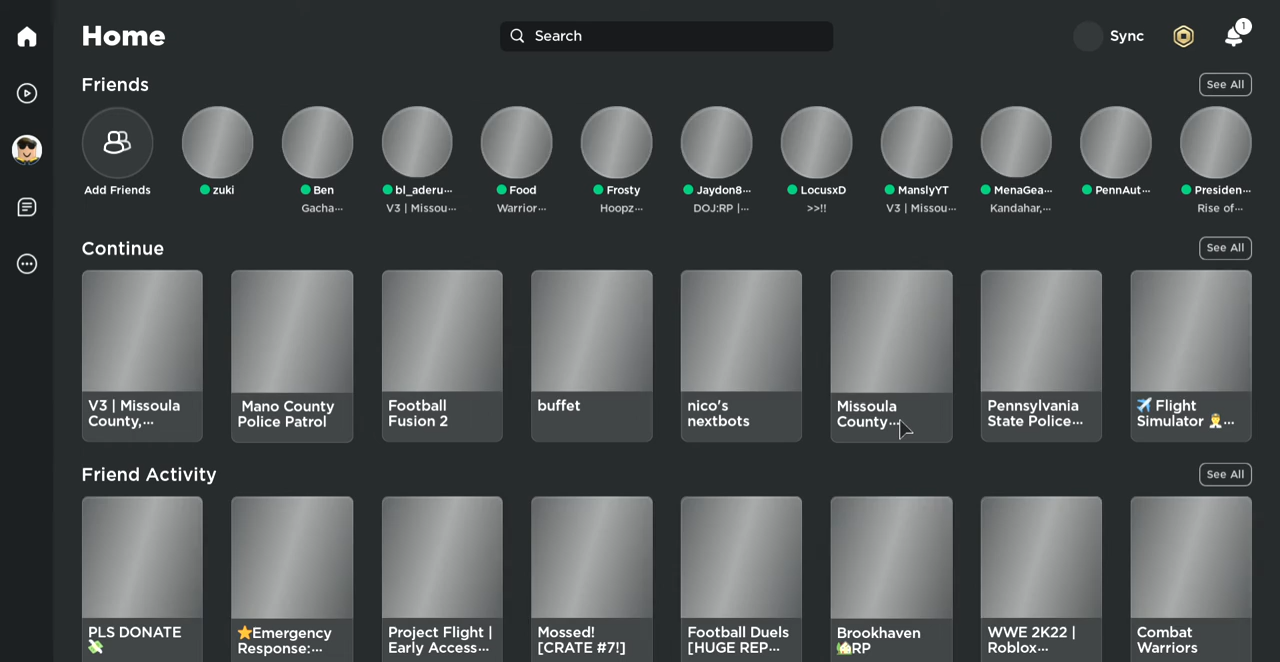 Home
Search
Sync
1
Friends
See All
Add Friends
zuki
Ben
Gacha...
bl_aderu...
V3 | Missou...
Food
Warrior...
Frosty
Hoopz...
Jaydon8...
DOJ:RP |...
LocusxD
>>!!
ManslyYT
V3 | Missou...
MenaGea...
Kandahar,...
PennAut...
Presiden...
Rise of...
Continue
See All
V3 | Missoula
County,...
Mano County
Police Patrol
Football
Fusion 2
buffet
nico's
nextbots
Missoula
County...
Pennsylvania
State Police...
✈️ Flight
Simulator 👨‍✈️...
Friend Activity
See All
PLS DONATE
💸
⭐Emergency
Response:...
Project Flight |
Early Access...
Mossed!
[CRATE #7!]
Football Duels
[HUGE REP...
Brookhaven
🏡RP
WWE 2K22 |
Roblox...
Combat
Warriors